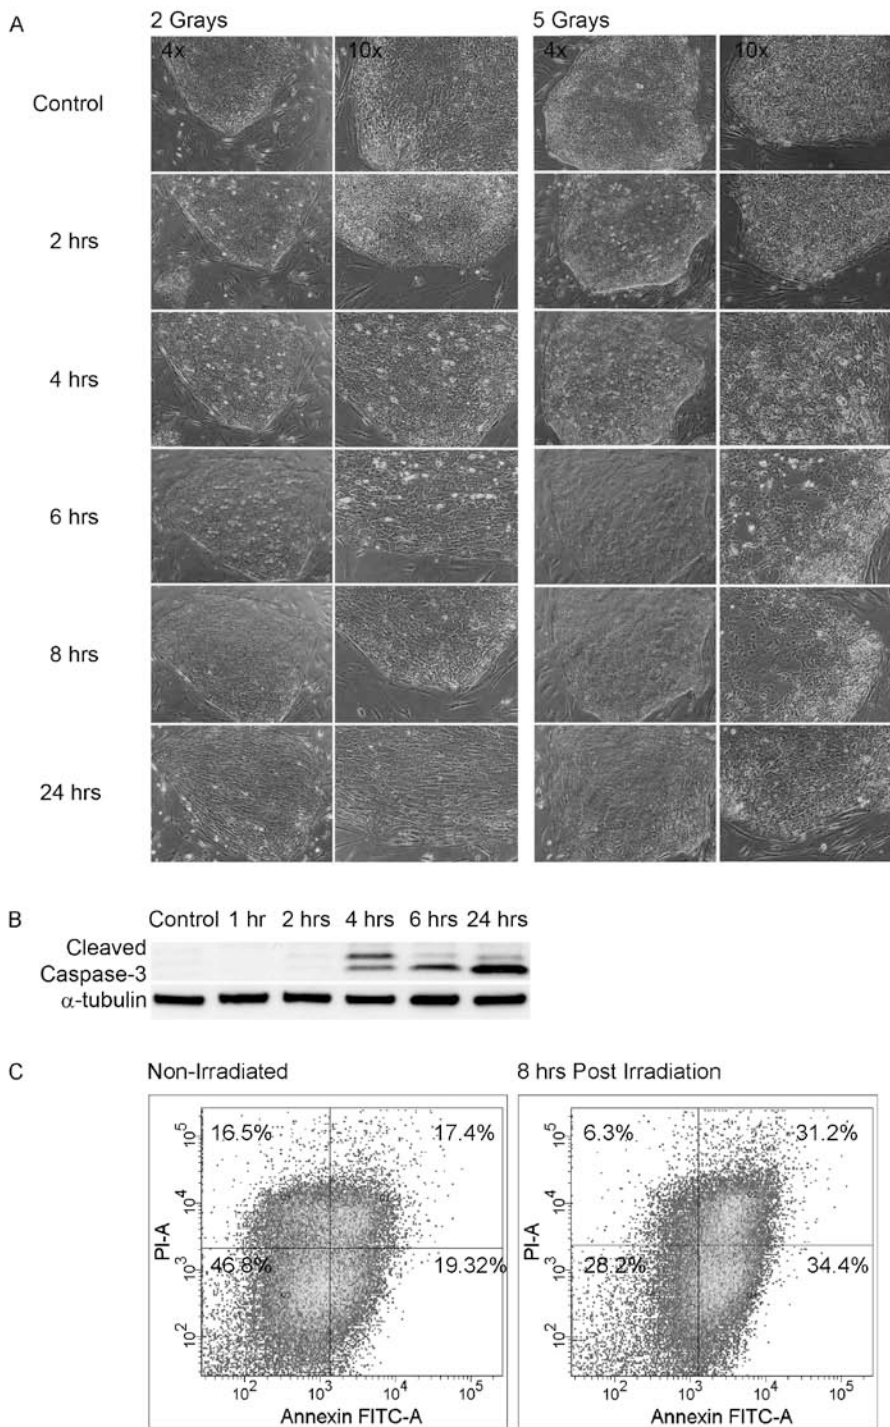 A
2 Grays
5 Grays
4x
10x
4x
10x
Control
2 hrs
4 hrs
6 hrs
8 hrs
24 hrs
B
Control 1 hr 2 hrs 4 hrs 6 hrs 24 hrs
Cleaved
Caspase-3
α-tubulin
C
Non-Irradiated
8 hrs Post Irradiation
16.5%
17.4%
46.8%
19.32%
PI-A
10^5
10^4
10^3
10^2
10^2 10^3 10^4 10^5
Annexin FITC-A
6.3%
31.2%
28.2%
34.4%
PI-A
10^5
10^4
10^3
10^2
10^2 10^3 10^4 10^5
Annexin FITC-A